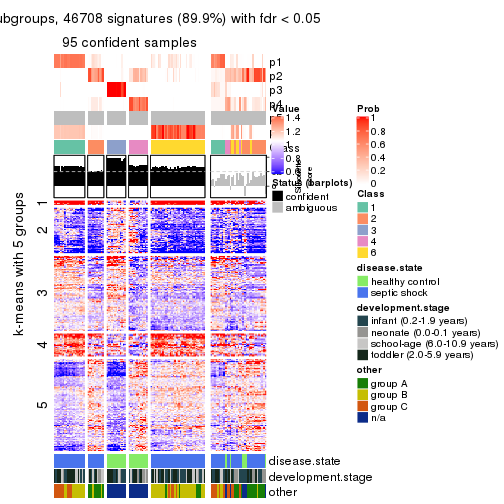 ubgroups, 46708 signatures (89.9%) with fdr < 0.05
95 confident samples
p1
p2
p3
p4
Value
1.4
1.2
1
0.8
0.6
Prob
1
0.8
0.6
0.4
0.2
0
Status (barplots)
confident
ambiguous
Class
1
2
3
4
6
disease.state
healthy control
septic shock
development.stage
infant (0.2-1.9 years)
neonate (0.0-0.1 years)
school-age (6.0-10.9 years)
toddler (2.0-5.9 years)
other
group A
group B
group C
n/a
k-means with 5 groups
1
2
3
4
5
disease.state
development.stage
other